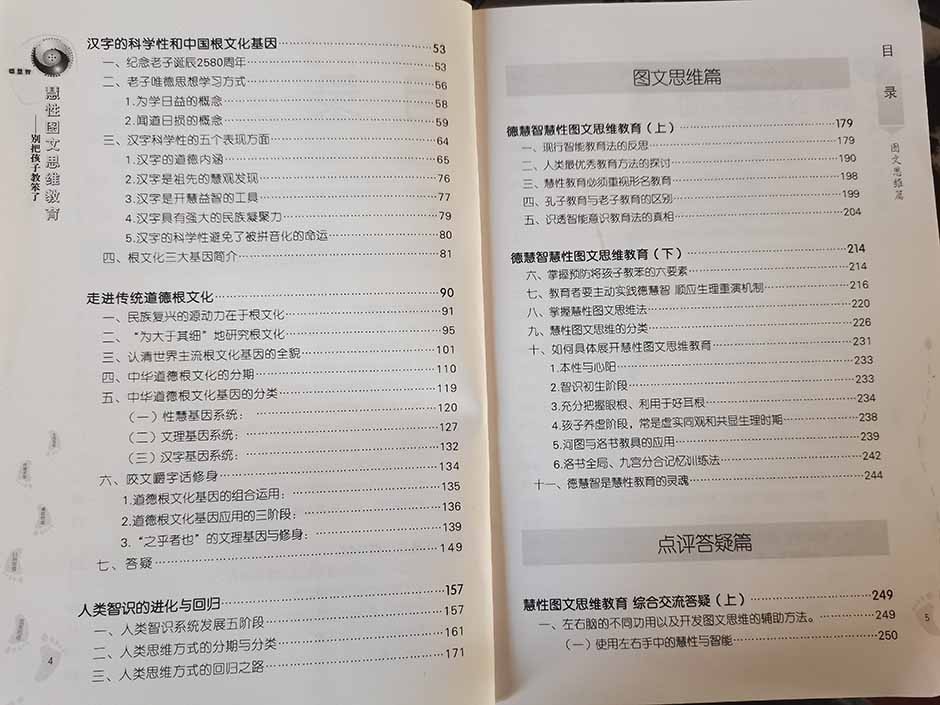 德慧智
慧性图文思维教育
——别把孩子教笨了
汉字的科学性和中国根文化基因 53
一、纪念老子诞辰2580周年 53
二、老子唯德思想学习方式 56
1.为学日益的概念 58
2.闻道日损的概念 59
三、汉字科学性的五个表现方面 64
1.汉字的道德内涵 65
2.汉字是祖先的慧观发现 76
3.汉字是开慧益智的工具 77
4.汉字具有强大的民族凝聚力 79
5.汉字的科学性避免了被拼音化的命运 80
四、根文化三大基因简介 81
走进传统道德根文化 90
一、民族复兴的源动力在于根文化 91
二、“为大于其细”地研究根文化 95
三、认清世界主流根文化基因的全貌 101
四、中华道德根文化的分期 110
五、中华道德根文化基因的分类 119
（一）性慧基因系统： 120
（二）文理基因系统： 127
（三）汉字基因系统： 132
六、咬文嚼字话修身 134
1.道德根文化基因的组合运用： 135
2.道德根文化基因应用的三阶段： 136
3.“之乎者也”的文理基因与修身： 139
七、答疑 149
人类智识的进化与回归 157
一、人类智识系统发展五阶段 157
二、人类思维方式的分期与分类 161
三、人类思维方式的回归之路 171
4
目录
图文思维篇
图文思维篇
德慧智慧性图文思维教育（上） 179
一、现行智能教育法的反思 179
二、人类最优秀教育方法的探讨 190
三、慧性教育必须重视形名教育 198
四、孔子教育与老子教育的区别 199
五、识透智能意识教育法的真相 204
德慧智慧性图文思维教育（下） 214
六、掌握预防将孩子教笨的六要素 214
七、教育者要主动实践德慧智 顺应生理重演机制 216
八、掌握慧性图文思维法 220
九、慧性图文思维的分类 226
十、如何具体展开慧性图文思维教育 231
1.本性与心阳 233
2.智识初生阶段 233
3.充分把握眼根、利用于好耳根 234
4.孩子养虚阶段，常是虚实同观和共显生理时期 238
5.河图与洛书教具的应用 239
6.洛书全局、九宫分合记忆训练法 242
十一、德慧智是慧性教育的灵魂 244
点评答疑篇
慧性图文思维教育 综合交流答疑（上） 249
一、左右脑的不同功用以及开发图文思维的辅助方法。 249
（一）使用左右手中的慧性与智能 250
5